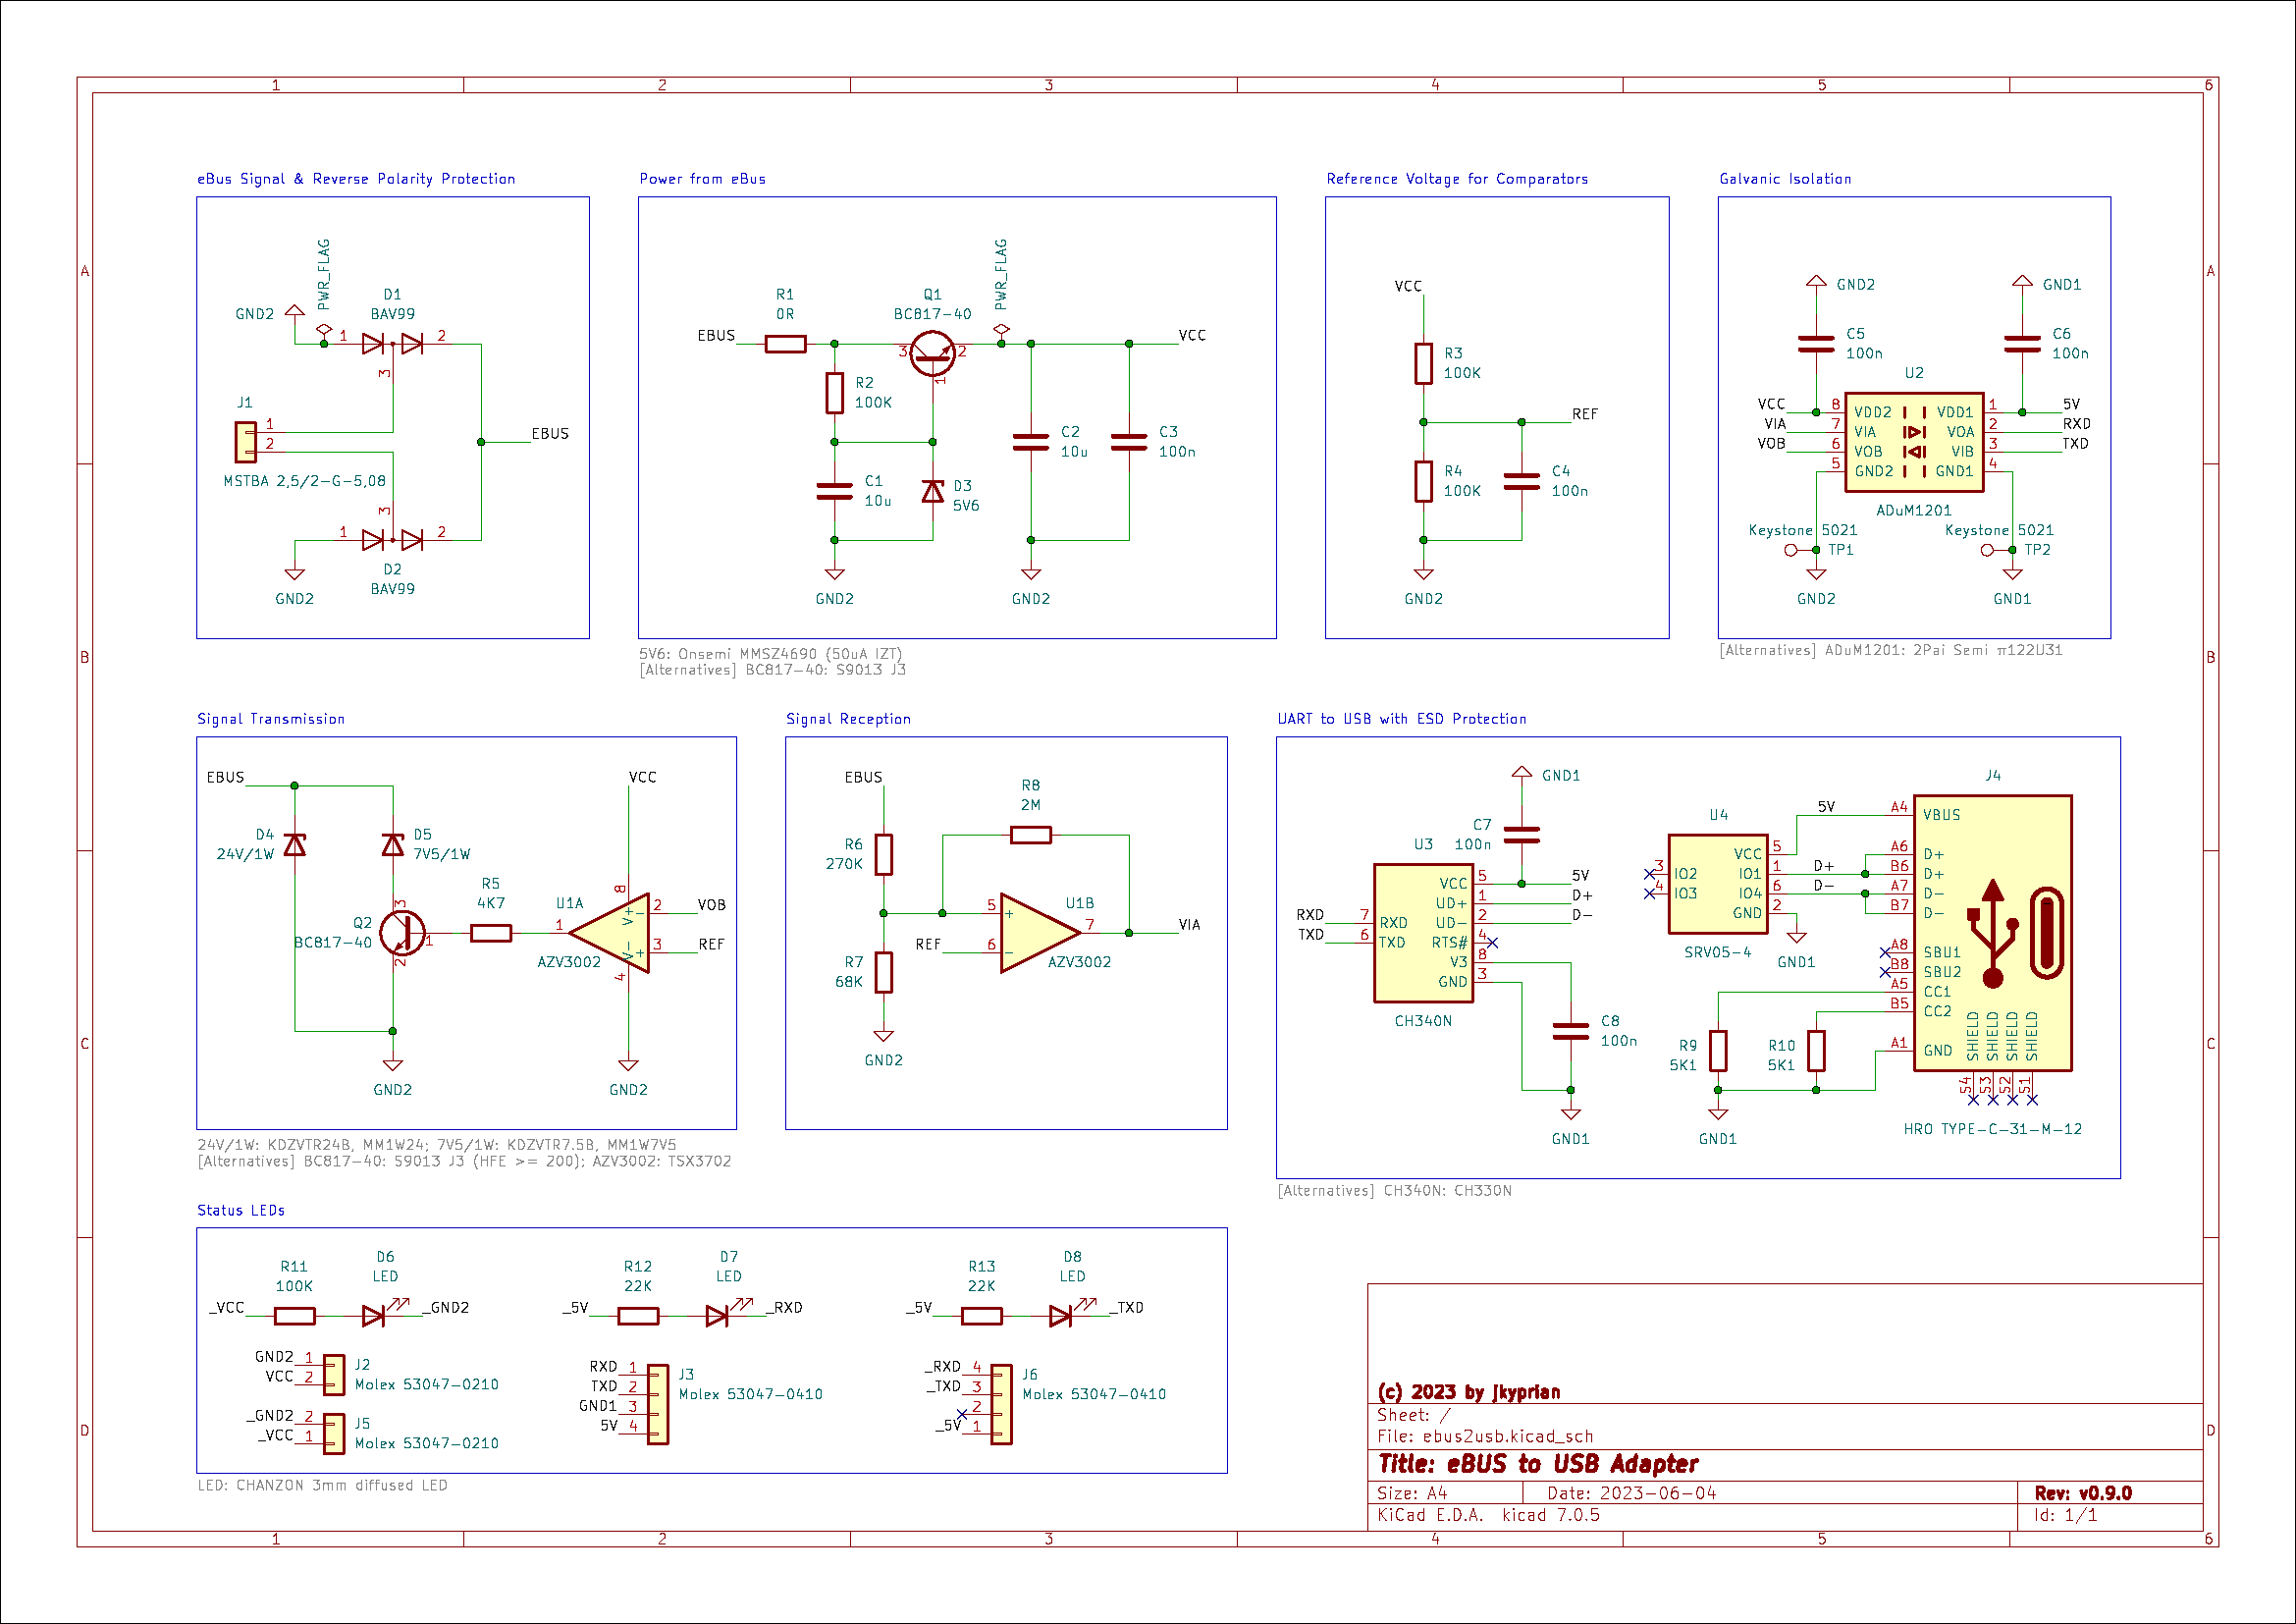 1 2 3 4 5 6
A
B
C
D
A
B
C
D
1 2 3 4 5 6
eBus Signal & Reverse Polarity Protection
GND2
PWR_FLAG
D1
BAV99
1
2
3
J1
1
2
MSTBA 2,5/2-G-5,08
EBUS
3
1
2
D2
BAV99
GND2
Power from eBus
EBUS
R1
0R
Q1
BC817-40
PWR_FLAG
VCC
3
2
1
R2
100K
C1
10u
D3
5V6
C2
10u
C3
100n
GND2
GND2
5V6: Onsemi MMSZ4690 (50uA IZT)
[Alternatives] BC817-40: S9013 J3
Reference Voltage for Comparators
VCC
R3
100K
REF
R4
100K
C4
100n
GND2
Galvanic Isolation
GND2
GND1
C5
100n
C6
100n
U2
VCC 8 VDD2 VDD1 1 5V
VIA 7 VIA VOA 2 RXD
VOB 6 VOB VIB 3 TXD
5 GND2 GND1 4
ADuM1201
Keystone 5021
TP1
Keystone 5021
TP2
GND2
GND1
[Alternatives] ADuM1201: 2Pai Semi π122U31
Signal Transmission
EBUS
VCC
D4
24V/1W
D5
7V5/1W
3
Q2
BC817-40
1
2
R5
4K7
U1A
1
8
V+
V-
-
+
2
VOB
3
REF
4
AZV3002
GND2
GND2
24V/1W: KDZVTR24B, MM1W24; 7V5/1W: KDZVTR7.5B, MM1W7V5
[Alternatives] BC817-40: S9013 J3 (HFE >= 200); AZV3002: TSX3702
Signal Reception
EBUS
R8
2M
R6
270K
5
+
U1B
7
VIA
REF
6
-
AZV3002
R7
68K
GND2
UART to USB with ESD Protection
GND1
C7
100n
U3
VCC 5 5V
UD+ 1 D+
RXD 7 RXD UD- 2 D-
TXD 6 TXD RTS# 4
V3 8
GND 3
CH340N
C8
100n
GND1
U4
VCC 5
3 IO2 IO1 1 D+
4 IO3 IO4 6 D-
GND 2
SRV05-4
GND1
5V
J4
A4 VBUS
A6 D+
B6 D+
A7 D-
B7 D-
A8 SBU1
B8 SBU2
A5 CC1
B5 CC2
A1 GND
SHIELD SHIELD SHIELD SHIELD
S4 S3 S2 S1
HRO TYPE-C-31-M-12
R9
5K1
R10
5K1
GND1
[Alternatives] CH340N: CH330N
Status LEDs
R11
100K
D6
LED
_VCC
_GND2
R12
22K
D7
LED
_5V
_RXD
R13
22K
D8
LED
_5V
_TXD
GND2 1
VCC 2
J2
Molex 53047-0210
_GND2 2
_VCC 1
J5
Molex 53047-0210
RXD 1
TXD 2
GND1 3
5V 4
J3
Molex 53047-0410
_RXD 4
_TXD 3
2
_5V 1
J6
Molex 53047-0410
LED: CHANZON 3mm diffused LED
(c) 2023 by jkyprian
Sheet: /
File: ebus2usb.kicad_sch
Title: eBUS to USB Adapter
Size: A4
Date: 2023-06-04
Rev: v0.9.0
KiCad E.D.A. kicad 7.0.5
Id: 1/1